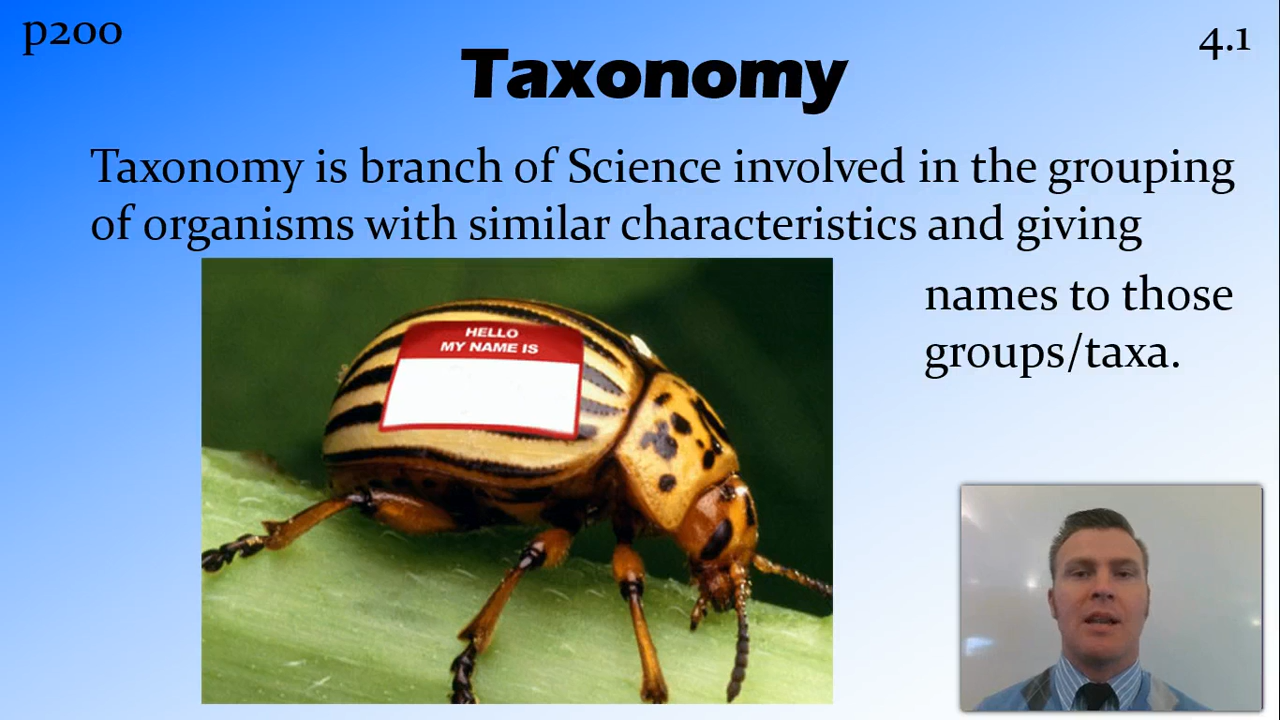 p200
4.1
Taxonomy
Taxonomy is branch of Science involved in the grouping
of organisms with similar characteristics and giving
names to those
groups/taxa.
HELLO
MY NAME IS